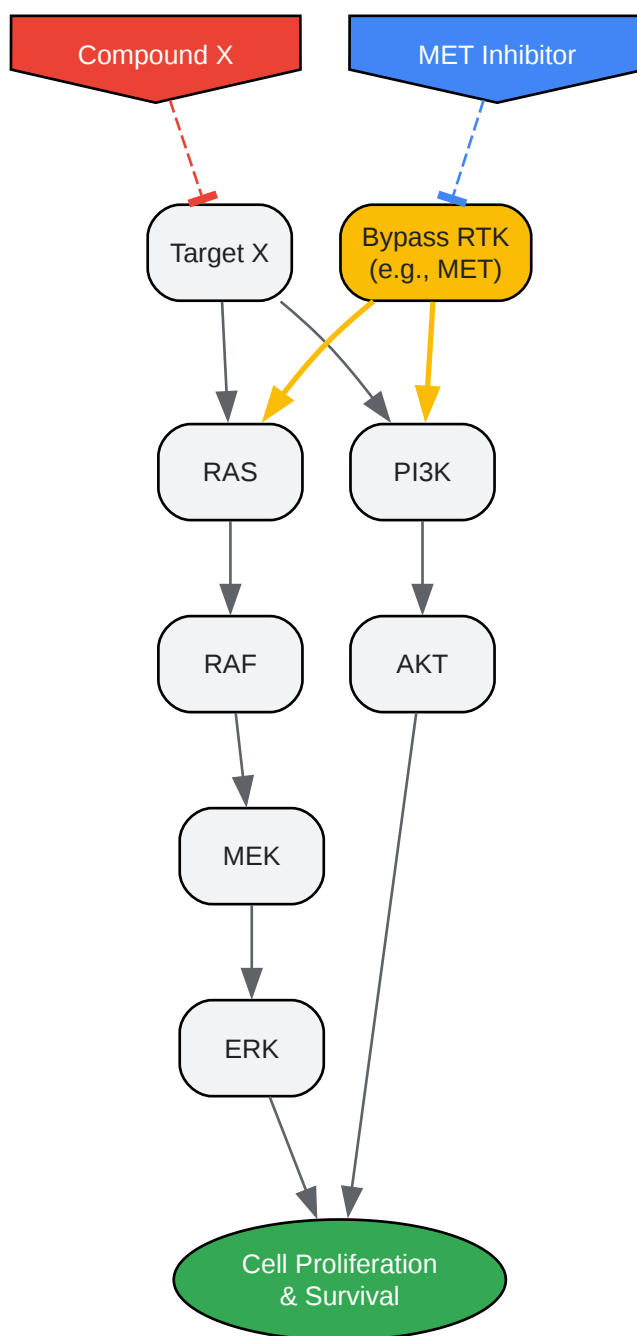 Compound X
MET Inhibitor
Target X
Bypass RTK
(e.g., MET)
RAS
PI3K
RAF
AKT
MEK
ERK
Cell Proliferation
& Survival